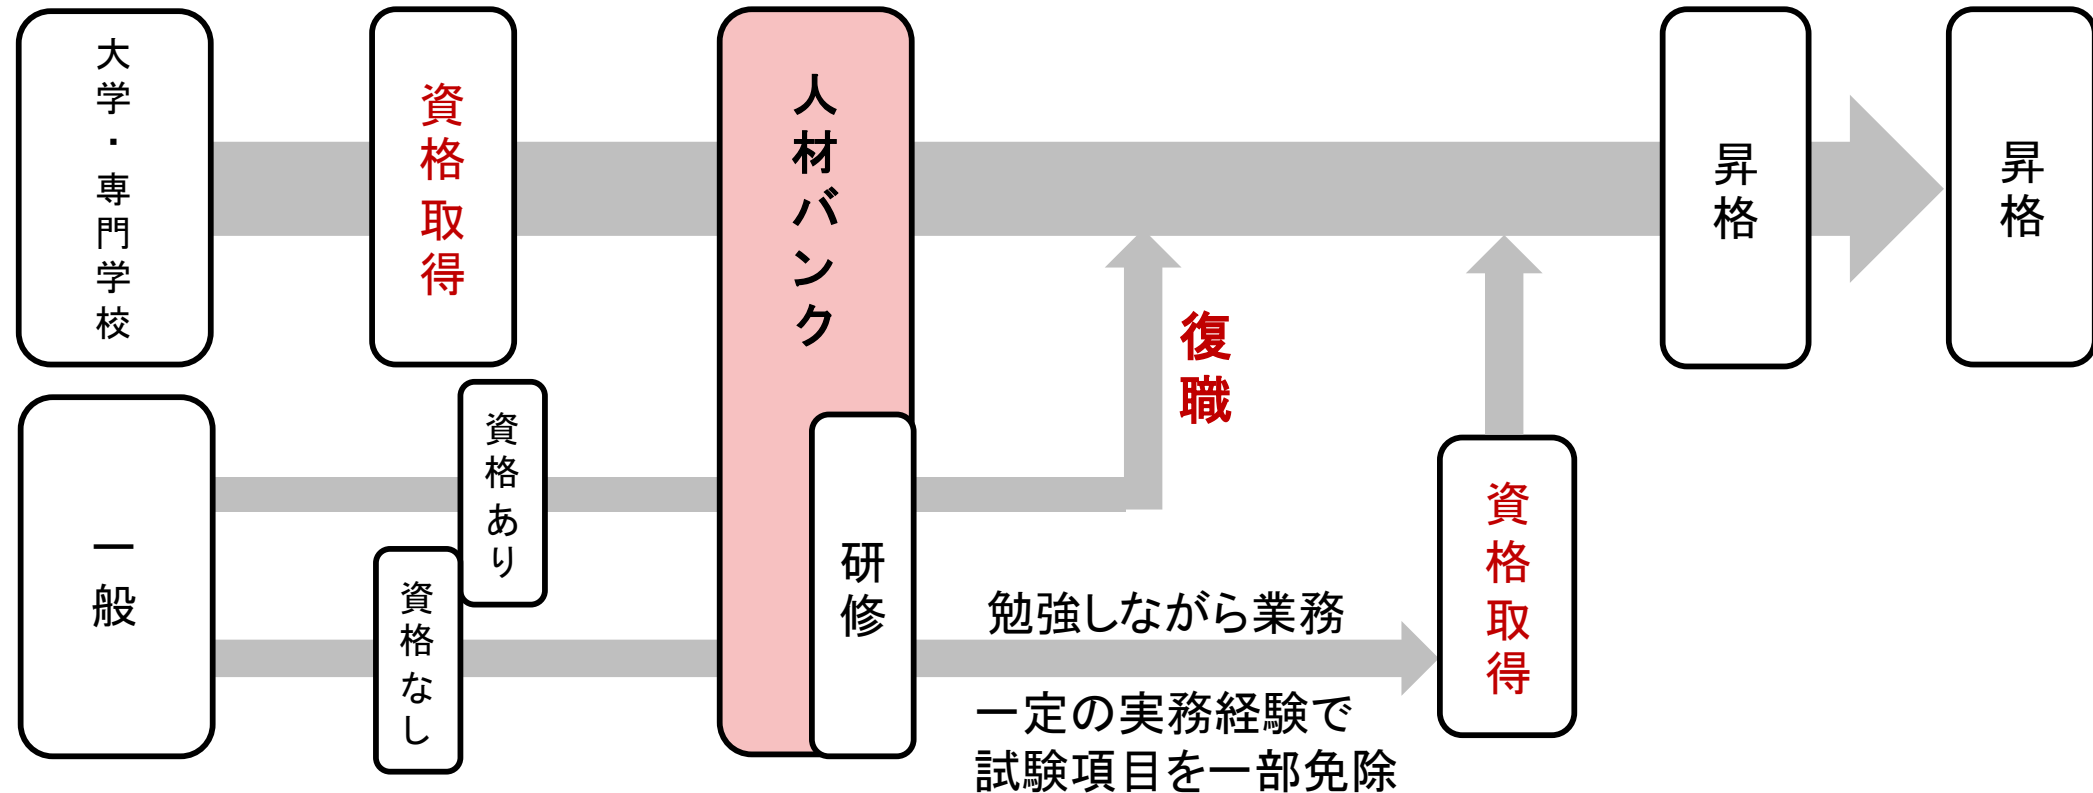 大学・専門学校
資格取得
人材バンク
昇格
昇格
復職
一般
資格あり
資格なし
研修
勉強しながら業務
一定の実務経験で
試験項目を一部免除
資格取得